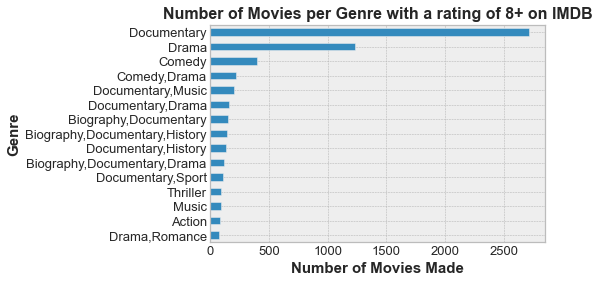 Number of Movies per Genre with a rating of 8+ on IMDB
Documentary
Drama
Comedy
Comedy,Drama
Documentary,Music
Documentary,Drama
Biography,Documentary
Biography,Documentary,History
Documentary,History
Biography,Documentary,Drama
Documentary,Sport
Thriller
Music
Action
Drama,Romance
Genre
0 500 1000 1500 2000 2500
Number of Movies Made